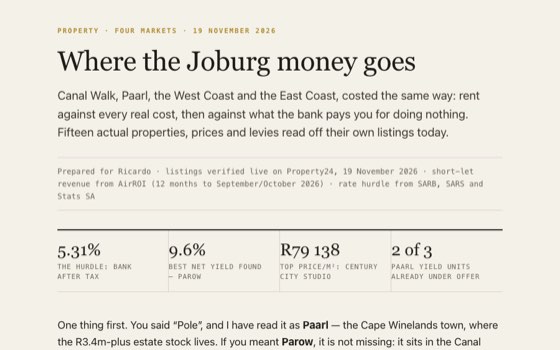 PROPERTY · FOUR MARKETS · 19 NOVEMBER 2026
Where the Joburg money goes
Canal Walk, Paarl, the West Coast and the East Coast, costed the same way: rent
against every real cost, then against what the bank pays you for doing nothing.
Fifteen actual properties, prices and levies read off their own listings today.
Prepared for Ricardo · listings verified live on Property24, 19 November 2026 · short-let
revenue from AirROI (12 months to September/October 2026) · rate hurdle from SARB, SARS and
Stats SA
5.31%
THE HURDLE: BANK
AFTER TAX
9.6%
BEST NET YIELD FOUND
— PAROW
R79 138
TOP PRICE/M²: CENTURY
CITY STUDIO
2 of 3
PAARL YIELD UNITS
ALREADY UNDER OFFER
One thing first. You said “Pole”, and I have read it as Paarl — the Cape Winelands town, where
the R3.4m-plus estate stock lives. If you meant Parow, it is not missing: it sits in the Canal